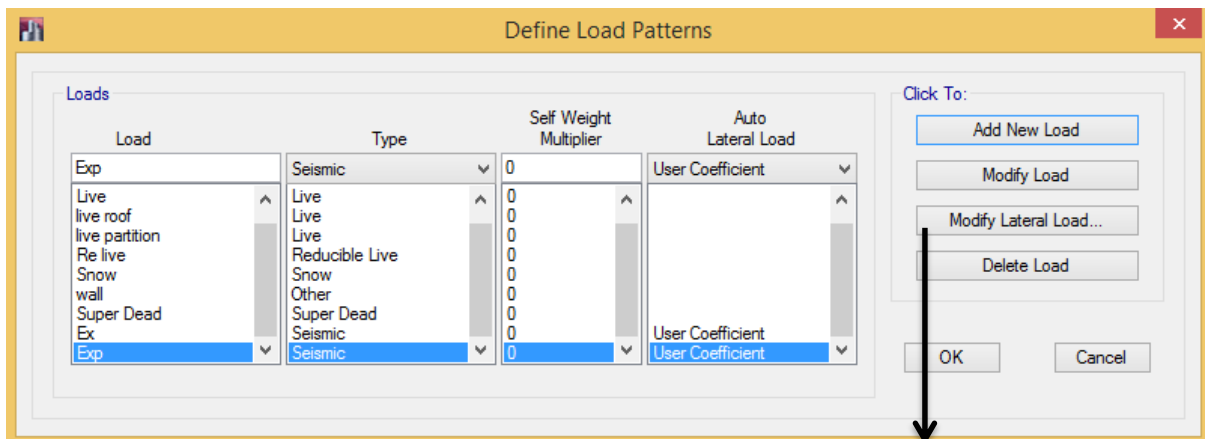 Define Load Patterns
Loads
Click To:
Load Type Self Weight Multiplier Auto Lateral Load
Exp Seismic 0 User Coefficient
Live Live 0
live roof Live 0
live partition Live 0
Re live Reducible Live 0
Snow Snow 0
wall Other 0
Super Dead Super Dead 0
Ex Seismic 0 User Coefficient
Exp Seismic 0 User Coefficient
Add New Load
Modify Load
Modify Lateral Load...
Delete Load
OK Cancel